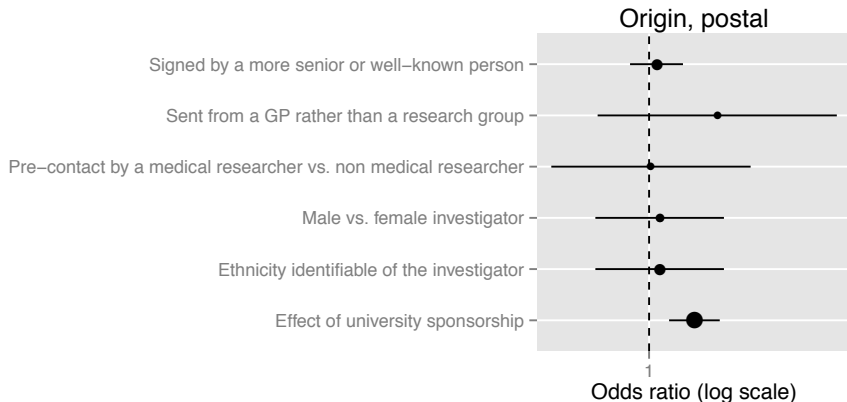 Origin, postal
Signed by a more senior or well−known person
Sent from a GP rather than a research group
Pre−contact by a medical researcher vs. non medical researcher
Male vs. female investigator
Ethnicity identifiable of the investigator
Effect of university sponsorship
1
Odds ratio (log scale)